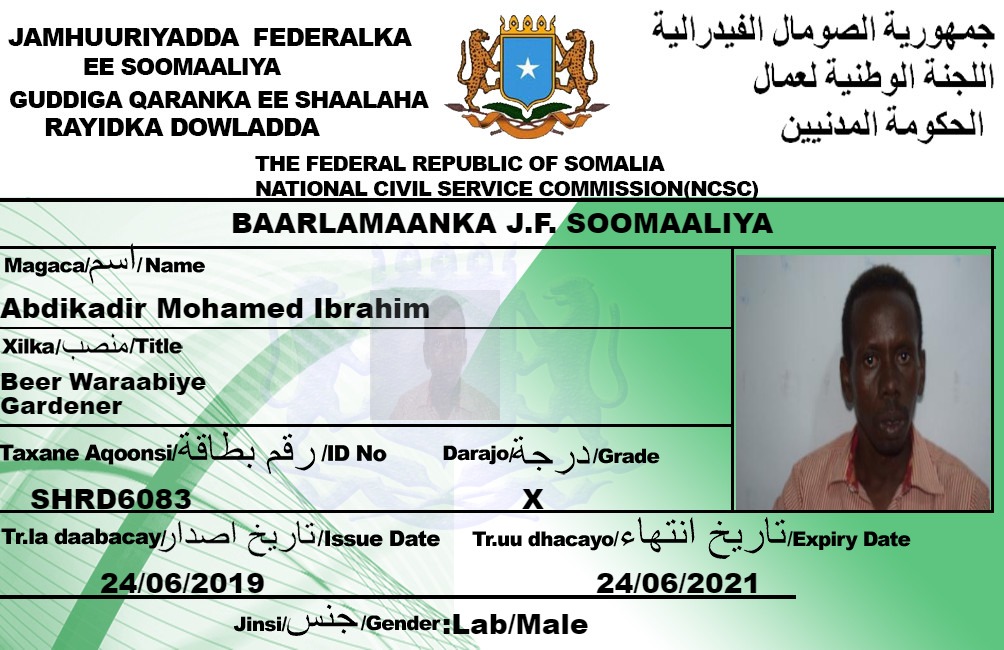 JAMHUURIYADDA FEDERALKA
EE SOOMAALIYA
GUDDIGA QARANKA EE SHAALAHA
RAYIDKA DOWLADDA
جمهورية الصومال الفيدرالية
اللجنة الوطنية لعمال
الحكومة المدنيين
THE FEDERAL REPUBLIC OF SOMALIA
NATIONAL CIVIL SERVICE COMMISSION(NCSC)
BAARLAMAANKA J.F. SOOMAALIYA
Magaca/اسم/Name
Abdikadir Mohamed Ibrahim
Xilka/منصب/Title
Beer Waraabiye
Gardener
Taxane Aqoonsi/رقم بطاقة/ID No
Darajo/درجة/Grade
SHRD6083
X
Tr.la daabacay/تاريخ اصدار/Issue Date
Tr.uu dhacayo/تاريخ انتهاء/Expiry Date
24/06/2019
24/06/2021
Jinsi/جنس/Gender:Lab/Male